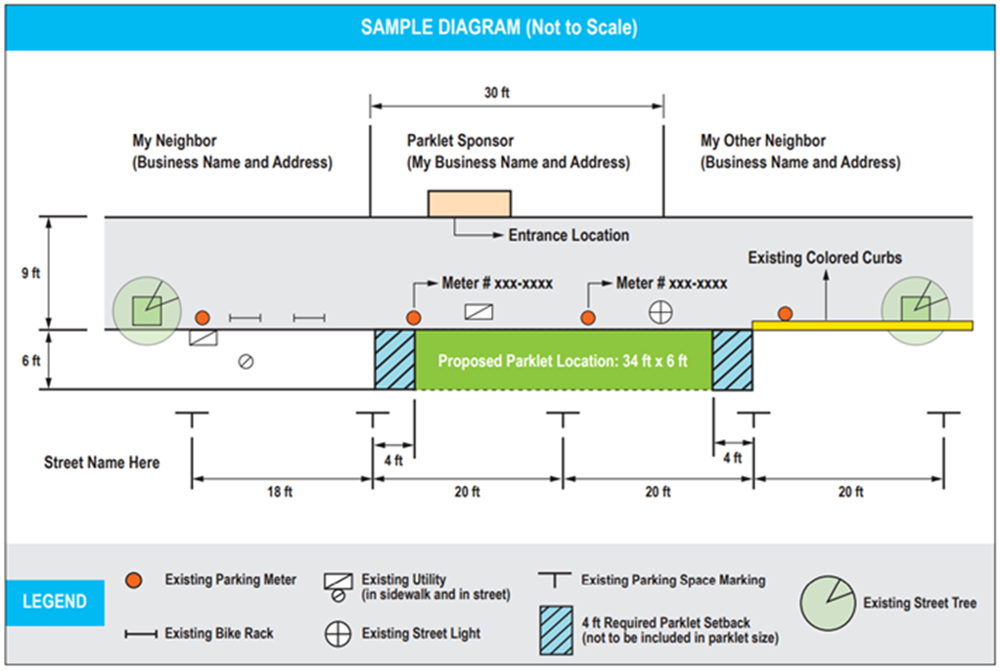 SAMPLE DIAGRAM (Not to Scale)
30 ft
My Neighbor
(Business Name and Address)
Parklet Sponsor
(My Business Name and Address)
My Other Neighbor
(Business Name and Address)
Entrance Location
9 ft
Existing Colored Curbs
Meter # xxx-xxxx
Meter # xxx-xxxx
6 ft
Proposed Parklet Location: 34 ft x 6 ft
Street Name Here
4 ft
4 ft
18 ft
20 ft
20 ft
20 ft
LEGEND
Existing Parking Meter
Existing Bike Rack
Existing Utility
(in sidewalk and in street)
Existing Street Light
Existing Parking Space Marking
4 ft Required Parklet Setback
(not to be included in parklet size)
Existing Street Tree